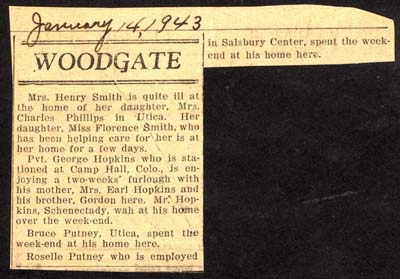 January 14, 1943
WOODGATE
Mrs. Henry Smith is quite ill at
the home of her daughter, Mrs.
Charles Phillips in Utica. Her
daughter, Miss Florence Smith, who
has been helping care for her is at
her home for a few days.
Pvt. George Hopkins who is sta-
tioned at Camp Hall, Colo., is en-
joying a two-weeks' furlough with
his mother, Mrs. Earl Hopkins and
his brother, Gordon here. Mr. Hop-
kins, Schenectady, wah at his home
over the week-end.
Bruce Putney, Utica, spent the
week-end at his home here.
Roselle Putney who is employed
in Salsbury Center, spent the week-
end at his home here.